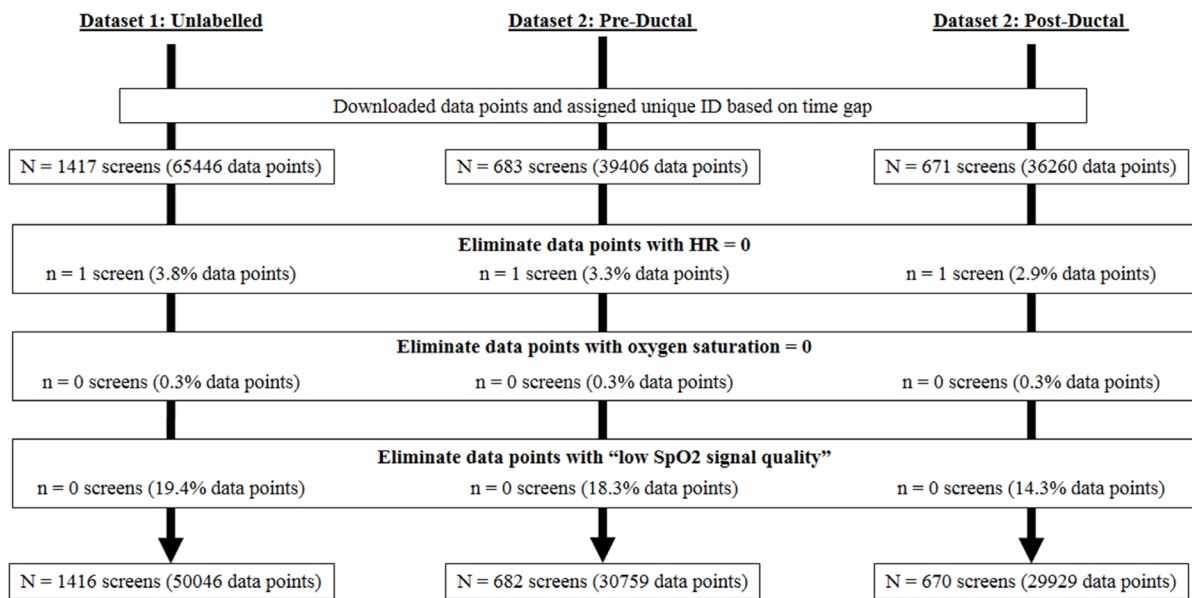 Dataset 1: Unlabelled
Dataset 2: Pre-Ductal
Dataset 2: Post-Ductal
Downloaded data points and assigned unique ID based on time gap
N = 1417 screens (65446 data points)
N = 683 screens (39406 data points)
N = 671 screens (36260 data points)
Eliminate data points with HR = 0
n = 1 screen (3.8% data points)
n = 1 screen (3.3% data points)
n = 1 screen (2.9% data points)
Eliminate data points with oxygen saturation = 0
n = 0 screens (0.3% data points)
n = 0 screens (0.3% data points)
n = 0 screens (0.3% data points)
Eliminate data points with “low SpO2 signal quality”
n = 0 screens (19.4% data points)
n = 0 screens (18.3% data points)
n = 0 screens (14.3% data points)
N = 1416 screens (50046 data points)
N = 682 screens (30759 data points)
N = 670 screens (29929 data points)